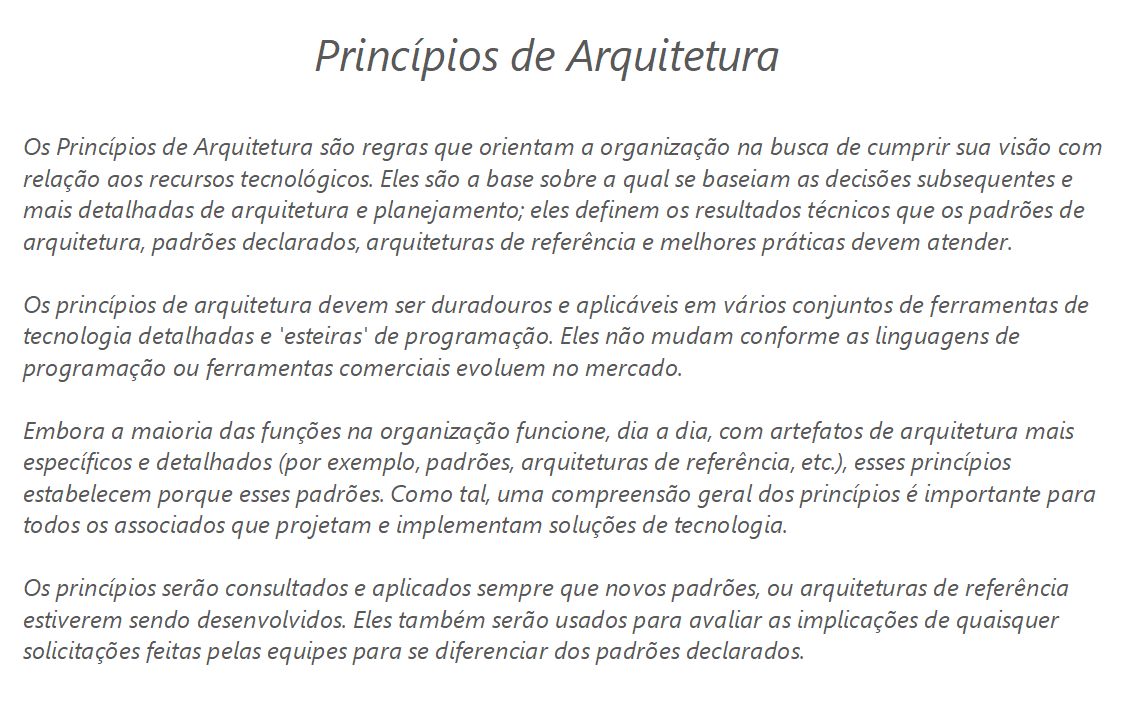 Princípios de Arquitetura
Os Princípios de Arquitetura são regras que orientam a organização na busca de cumprir sua visão com
relação aos recursos tecnológicos. Eles são a base sobre a qual se baseiam as decisões subsequentes e
mais detalhadas de arquitetura e planejamento; eles definem os resultados técnicos que os padrões de
arquitetura, padrões declarados, arquiteturas de referência e melhores práticas devem atender.
Os princípios de arquitetura devem ser duradouros e aplicáveis em vários conjuntos de ferramentas de
tecnologia detalhadas e 'esteiras' de programação. Eles não mudam conforme as linguagens de
programação ou ferramentas comerciais evoluem no mercado.
Embora a maioria das funções na organização funcione, dia a dia, com artefatos de arquitetura mais
específicos e detalhados (por exemplo, padrões, arquiteturas de referência, etc.), esses princípios
estabelecem porque esses padrões. Como tal, uma compreensão geral dos princípios é importante para
todos os associados que projetam e implementam soluções de tecnologia.
Os princípios serão consultados e aplicados sempre que novos padrões, ou arquiteturas de referência
estiverem sendo desenvolvidos. Eles também serão usados para avaliar as implicações de quaisquer
solicitações feitas pelas equipes para se diferenciar dos padrões declarados.